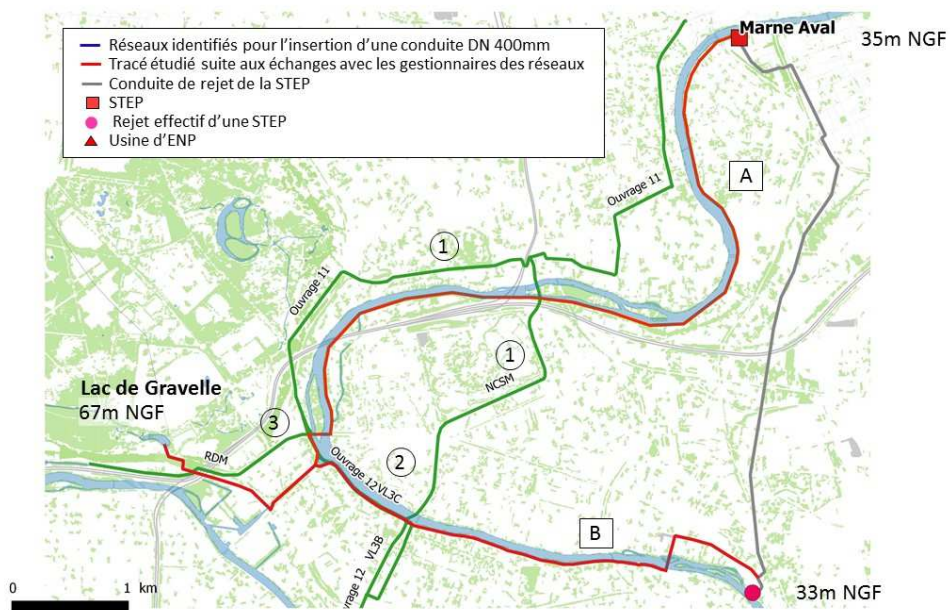 Réseaux identifiés pour l'insertion d'une conduite DN 400mm
Tracé étudié suite aux échanges avec les gestionnaires des réseaux
Conduite de rejet de la STEP
STEP
Rejet effectif d'une STEP
Usine d'ENP
Marne Aval
35m NGF
A
Ouvrage 11
1
Ouvrage 11
1
NCSM
Lac de Gravelle
67m NGF
3
RDM
2
Ouvrage 12 VL3C
B
Ouvrage 12 VL3B
33m NGF
0 1 km